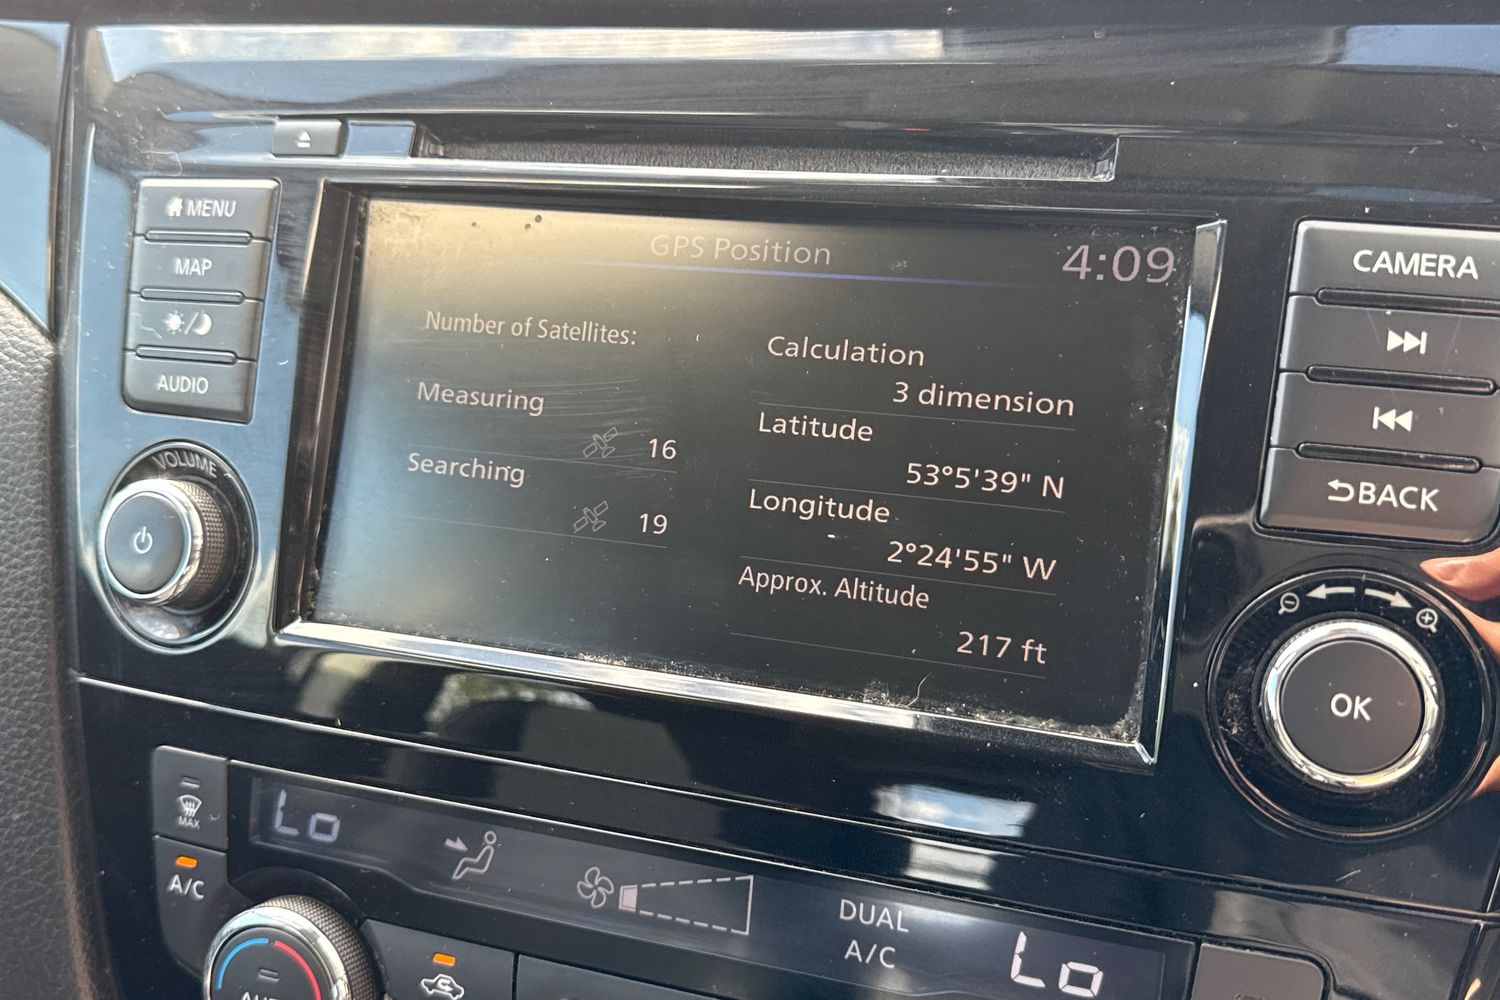 MENU
MAP
AUDIO
VOLUME
GPS Position
4:09
Number of Satellites:
Measuring
16
Searching
19
Calculation
3 dimension
Latitude
53°5'39" N
Longitude
2°24'55" W
Approx. Altitude
217 ft
CAMERA
BACK
OK
MAX
A/C
Lo
DUAL
A/C
Lo